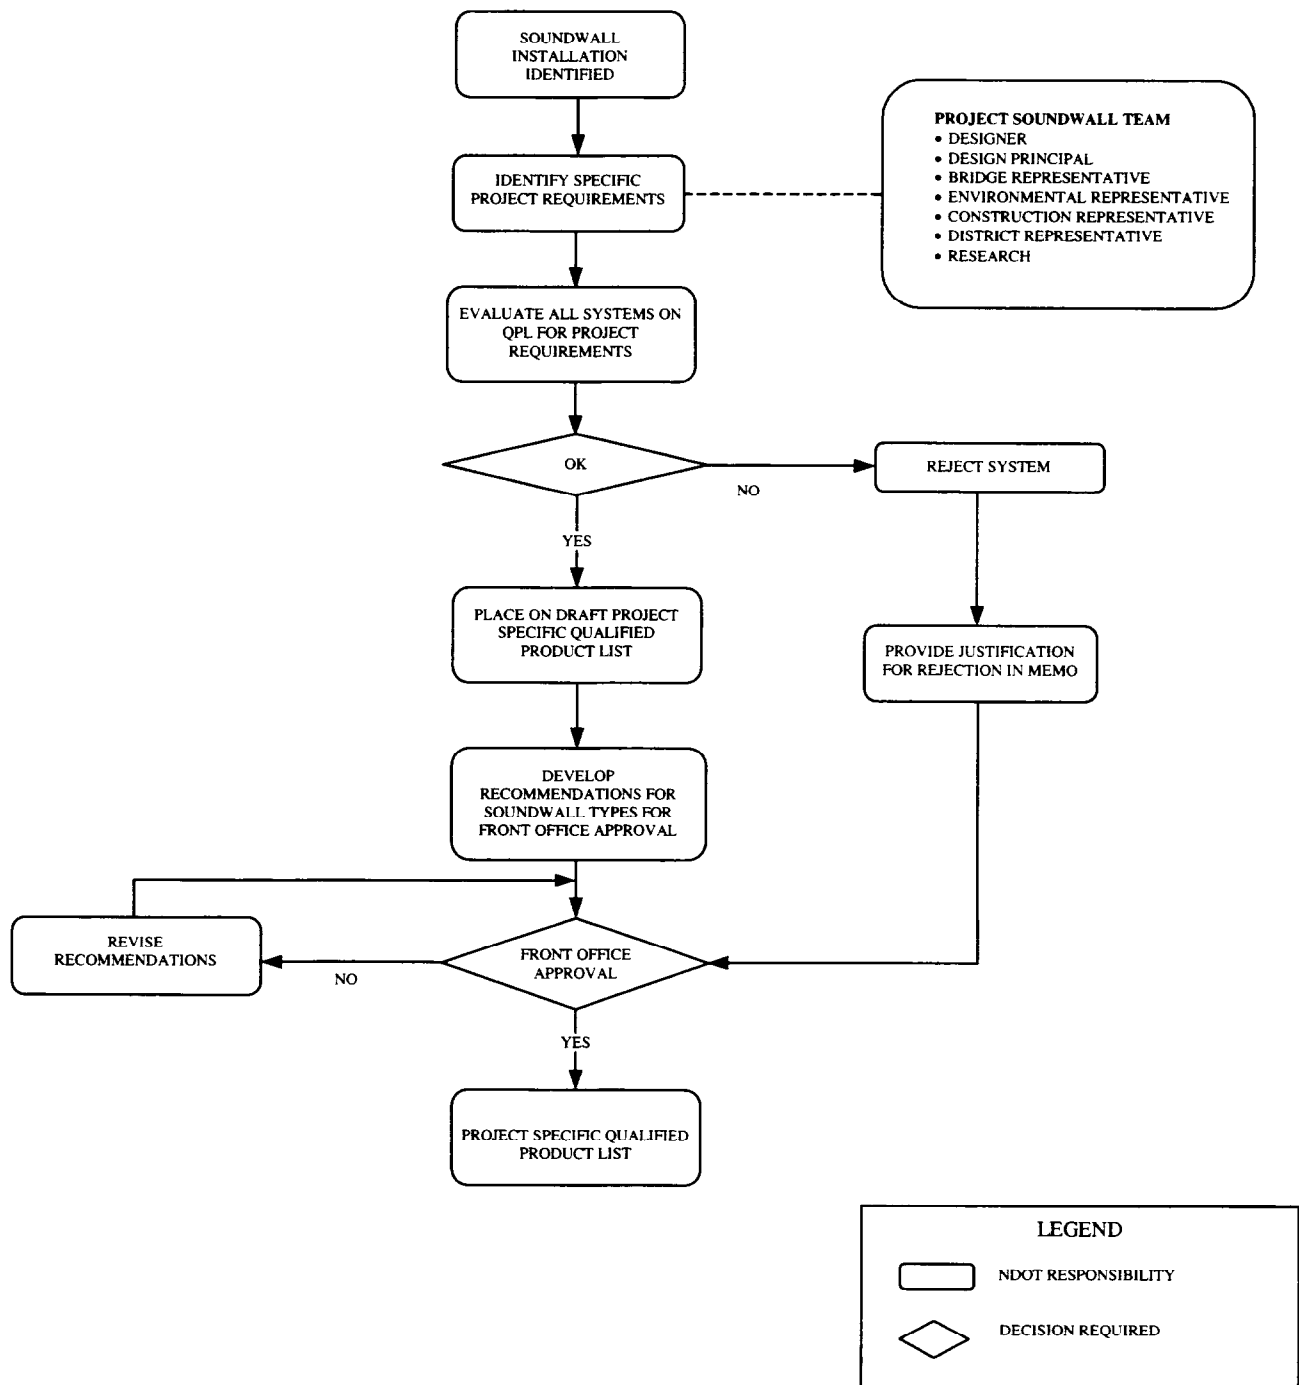 SOUNDWALL
INSTALLATION
IDENTIFIED
PROJECT SOUNDWALL TEAM
• DESIGNER
• DESIGN PRINCIPAL
• BRIDGE REPRESENTATIVE
• ENVIRONMENTAL REPRESENTATIVE
• CONSTRUCTION REPRESENTATIVE
• DISTRICT REPRESENTATIVE
• RESEARCH
IDENTIFY SPECIFIC
PROJECT REQUIREMENTS
EVALUATE ALL SYSTEMS ON
QPL FOR PROJECT
REQUIREMENTS
OK
NO
REJECT SYSTEM
YES
PLACE ON DRAFT PROJECT
SPECIFIC QUALIFIED
PRODUCT LIST
PROVIDE JUSTIFICATION
FOR REJECTION IN MEMO
DEVELOP
RECOMMENDATIONS FOR
SOUNDWALL TYPES FOR
FRONT OFFICE APPROVAL
REVISE
RECOMMENDATIONS
NO
FRONT OFFICE
APPROVAL
YES
PROJECT SPECIFIC QUALIFIED
PRODUCT LIST
LEGEND
NDOT RESPONSIBILITY
DECISION REQUIRED